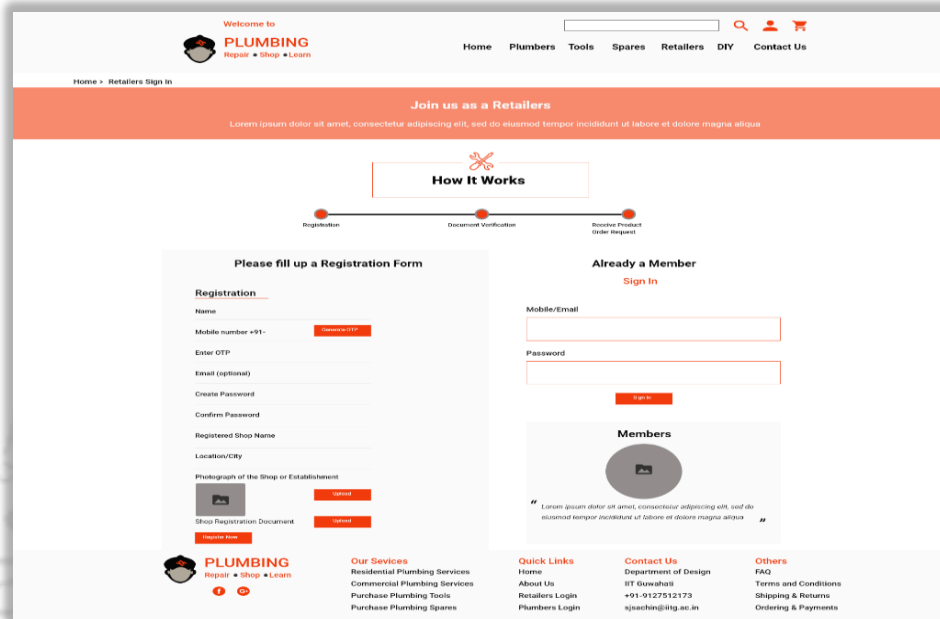 Welcome to
PLUMBING
Repair ● Shop ● Learn
Home Plumbers Tools Spares Retailers DIY Contact Us
Home > Retailers Sign In
Join us as a Retailers
Lorem ipsum dolor sit amet, consectetur adipiscing elit, sed do eiusmod tempor incididunt ut labore et dolore magna aliqua
How It Works
Registration
Document Verification
Receive Product
Order Request
Please fill up a Registration Form
Registration
Name
Mobile number +91-
Generate OTP
Enter OTP
Email (optional)
Create Password
Confirm Password
Registered Shop Name
Location/City
Photograph of the Shop or Establishment
Upload
Shop Registration Document
Upload
Register Now
Already a Member
Sign In
Mobile/Email
Password
Sign In
Members
" Lorem ipsum dolor sit amet, consectetur adipiscing elit, sed do
eiusmod tempor incididunt ut labore et dolore magna aliqua "
PLUMBING
Repair ● Shop ● Learn
f G+
Our Sevices
Residential Plumbing Services
Commercial Plumbing Services
Purchase Plumbing Tools
Purchase Plumbing Spares
Quick Links
Home
About Us
Retailers Login
Plumbers Login
Contact Us
Department of Design
IIT Guwahati
+91-9127512173
sjsachin@iitg.ac.in
Others
FAQ
Terms and Conditions
Shipping & Returns
Ordering & Payments